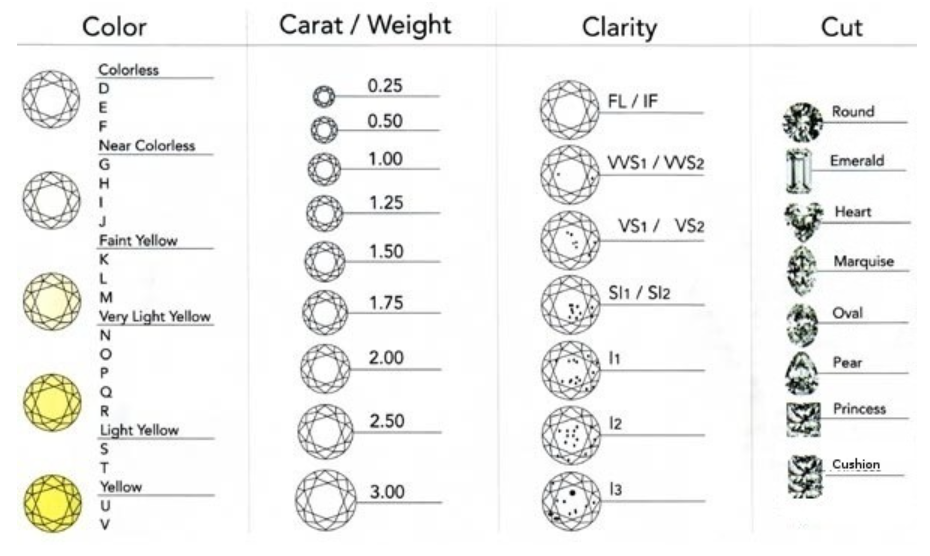 Color
Colorless
D
E
F
Near Colorless
G
H
I
J
Faint Yellow
K
L
M
Very Light Yellow
N
O
P
Q
R
Light Yellow
S
T
Yellow
U
V
Carat / Weight
0.25
0.50
1.00
1.25
1.50
1.75
2.00
2.50
3.00
Clarity
FL / IF
VVS1 / VVS2
VS1 / VS2
SI1 / SI2
I1
I2
I3
Cut
Round
Emerald
Heart
Marquise
Oval
Pear
Princess
Cushion